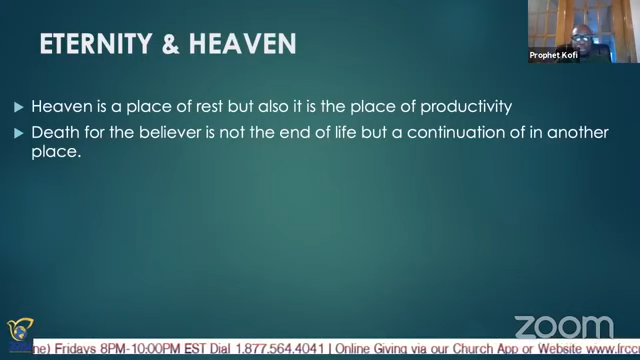 ETERNITY & HEAVEN
Prophet Kofi
Heaven is a place of rest but also it is the place of productivity
Death for the believer is not the end of life but a continuation of in another
place.
zoom
ne) Fridays 8PM-10:00PM EST Dial 1.877.564.4041 | Online Giving via our Church App or Website www.lrcc